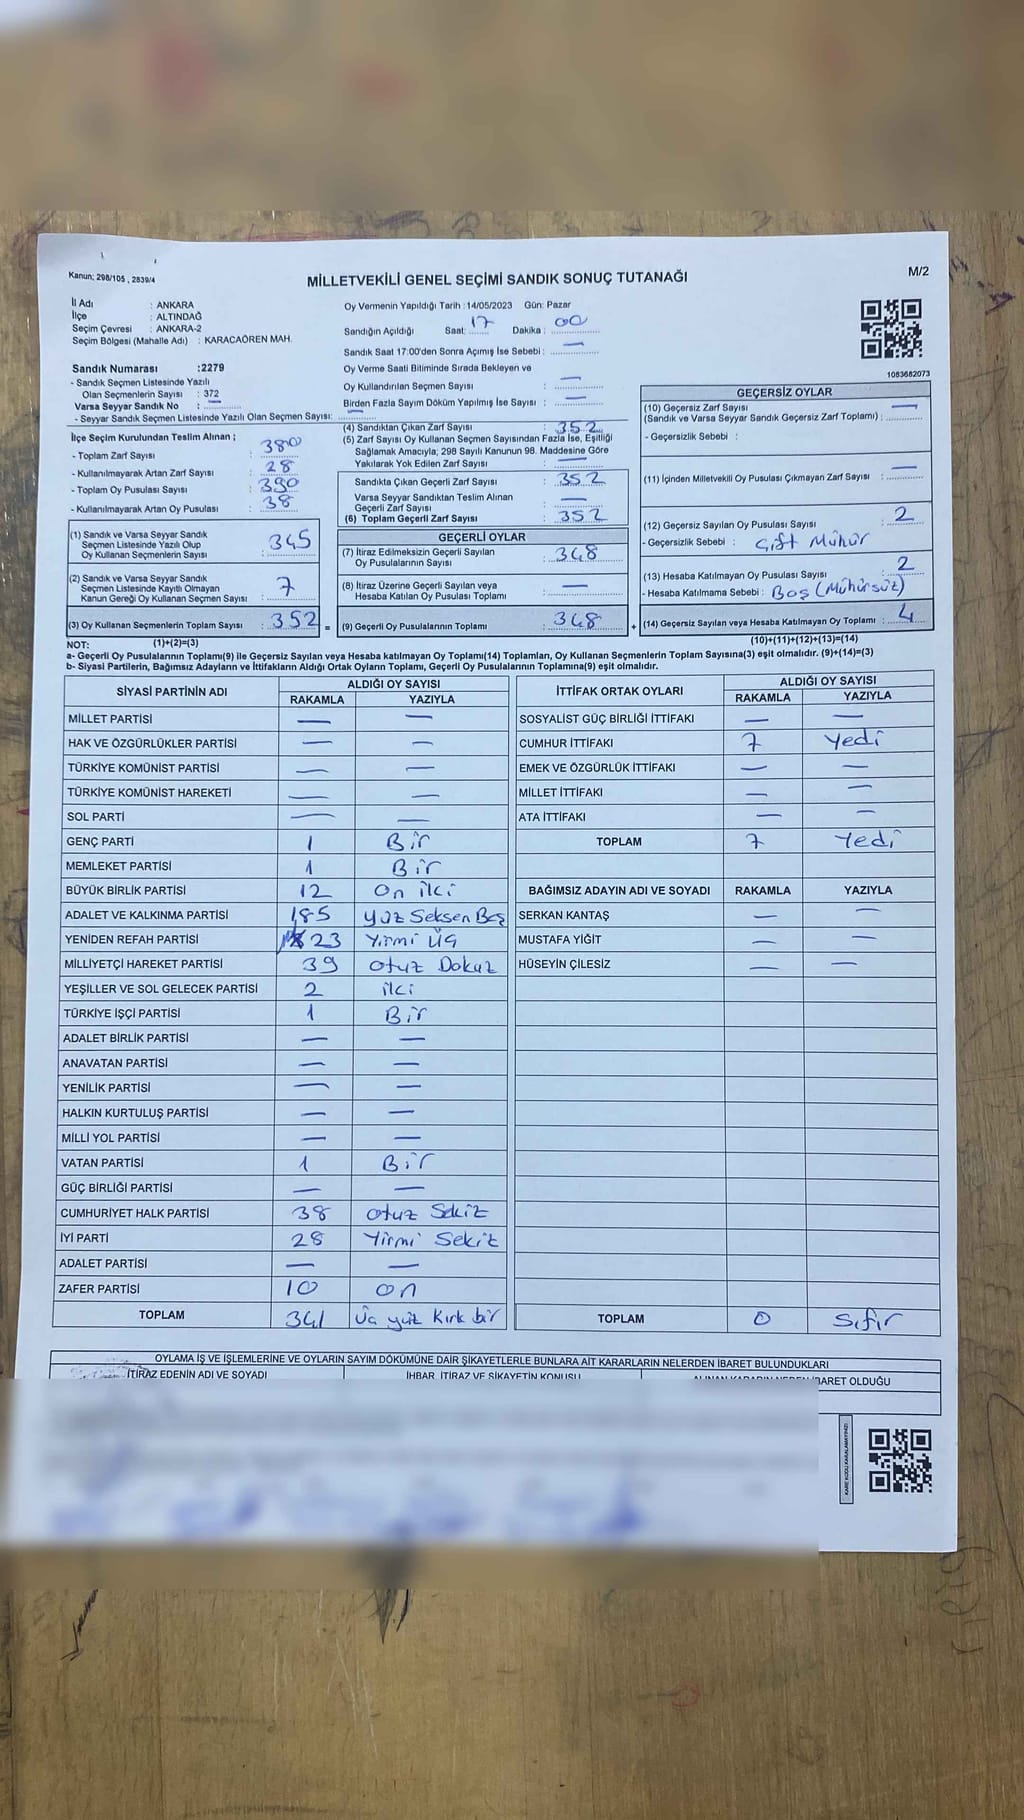 Kanun; 298/105 , 2839/4
MİLLETVEKİLİ GENEL SEÇİMİ SANDIK SONUÇ TUTANAĞI
M/2
İl Adı : ANKARA
İlçe : ALTINDAĞ
Seçim Çevresi : ANKARA-2
Seçim Bölgesi (Mahalle Adı) : KARACAÖREN MAH.
Sandık Numarası :2279
- Sandık Seçmen Listesinde Yazılı
Olan Seçmenlerin Sayısı : 372
Varsa Seyyar Sandık No : —
- Seyyar Sandık Seçmen Listesinde Yazılı Olan Seçmen Sayısı: —
İlçe Seçim Kurulundan Teslim Alınan ;
- Toplam Zarf Sayısı : 380
- Kullanılmayarak Artan Zarf Sayısı : 28
- Toplam Oy Pusulası Sayısı : 390
- Kullanılmayarak Artan Oy Pusulası : 38
Oy Vermenin Yapıldığı Tarih :14/05/2023 Gün: Pazar
Sandığın Açıldığı Saat: 17 Dakika : 00
Sandık Saat 17:00'den Sonra Açımış İse Sebebi : —
Oy Verme Saati Bitiminde Sırada Bekleyen ve
Oy Kullandırılan Seçmen Sayısı : —
Birden Fazla Sayım Döküm Yapılmış İse Sayısı : —
(4) Sandıktan Çıkan Zarf Sayısı : 352
(5) Zarf Sayısı Oy Kullanan Seçmen Sayısından Fazla İse, Eşitliği
Sağlamak Amacıyla; 298 Sayılı Kanunun 98. Maddesine Göre
Yakılarak Yok Edilen Zarf Sayısı : —
Sandıkta Çıkan Geçerli Zarf Sayısı : 352
Varsa Seyyar Sandıktan Teslim Alınan
Geçerli Zarf Sayısı : —
(6) Toplam Geçerli Zarf Sayısı : 352
1083682073
GEÇERSİZ OYLAR
(10) Geçersiz Zarf Sayısı —
(Sandık ve Varsa Seyyar Sandık Geçersiz Zarf Toplamı) :
- Geçersizlik Sebebi :
(11) İçinden Milletvekili Oy Pusulası Çıkmayan Zarf Sayısı : —
(12) Geçersiz Sayılan Oy Pusulası Sayısı : 2
- Geçersizlik Sebebi : Çift Mühür
(13) Hesaba Katılmayan Oy Pusulası Sayısı : 2
- Hesaba Katılmama Sebebi : Boş (Mühürsüz)
(14) Geçersiz Sayılan veya Hesaba Katılmayan Oy Toplamı : 4
(1) Sandık ve Varsa Seyyar Sandık
Seçmen Listesinde Yazılı Olup
Oy Kullanan Seçmenlerin Sayısı : 345
(2) Sandık ve Varsa Seyyar Sandık
Seçmen Listesinde Kayıtlı Olmayan
Kanun Gereği Oy Kullanan Seçmen Sayısı : 7
(3) Oy Kullanan Seçmenlerin Toplam Sayısı : 352 =
GEÇERLİ OYLAR
(7) İtiraz Edilmeksizin Geçerli Sayılan
Oy Pusulasının Sayısı : 348
(8) İtiraz Üzerine Geçerli Sayılan veya
Hesaba Katılan Oy Pusulası Toplamı : —
(9) Geçerli Oy Pusulalarının Toplamı : 348 +
NOT: (1)+(2)=(3) (10)+(11)+(12)+(13)=(14)
a- Geçerli Oy Pusulalarının Toplamı(9) ile Geçersiz Sayılan veya Hesaba katılmayan Oy Toplamı(14) Toplamları, Oy Kullanan Seçmenlerin Toplam Sayısına(3) eşit olmalıdır. (9)+(14)=(3)
b- Siyasi Partilerin, Bağımsız Adayların ve İttifakların Aldığı Ortak Oyların Toplamı, Geçerli Oy Pusulalarının Toplamına(9) eşit olmalıdır.
SİYASİ PARTİNİN ADI ALDIĞI OY SAYISI
RAKAMLA YAZIYLA
MİLLET PARTİSİ — —
HAK VE ÖZGÜRLÜKLER PARTİSİ — —
TÜRKİYE KOMÜNİST PARTİSİ — —
TÜRKİYE KOMÜNİST HAREKETİ — —
SOL PARTİ — —
GENÇ PARTİ 1 Bir
MEMLEKET PARTİSİ 1 Bir
BÜYÜK BİRLİK PARTİSİ 12 On iki
ADALET VE KALKINMA PARTİSİ 185 Yüz Seksen Beş
YENİDEN REFAH PARTİSİ 23 Yirmi Üç
MİLLİYETÇİ HAREKET PARTİSİ 39 Otuz Dokuz
YEŞİLLER VE SOL GELECEK PARTİSİ 2 iki
TÜRKİYE İŞÇİ PARTİSİ 1 Bir
ADALET BİRLİK PARTİSİ — —
ANAVATAN PARTİSİ — —
YENİLİK PARTİSİ — —
HALKIN KURTULUŞ PARTİSİ — —
MİLLİ YOL PARTİSİ — —
VATAN PARTİSİ 1 Bir
GÜÇ BİRLİĞİ PARTİSİ — —
CUMHURİYET HALK PARTİSİ 38 Otuz Sekiz
İYİ PARTİ 28 Yirmi Sekiz
ADALET PARTİSİ — —
ZAFER PARTİSİ 10 on
TOPLAM 341 Üç yüz Kırk bir
İTTİFAK ORTAK OYLARI ALDIĞI OY SAYISI
RAKAMLA YAZIYLA
SOSYALİST GÜÇ BİRLİĞİ İTTİFAKI — —
CUMHUR İTTİFAKI 7 Yedi
EMEK VE ÖZGÜRLÜK İTTİFAKI — —
MİLLET İTTİFAKI — —
ATA İTTİFAKI — —
TOPLAM 7 Yedi
BAĞIMSIZ ADAYIN ADI VE SOYADI RAKAMLA YAZIYLA
SERKAN KANTAŞ — —
MUSTAFA YİĞİT — —
HÜSEYİN ÇİLESİZ — —
TOPLAM 0 Sıfır
OYLAMA İŞ VE İŞLEMLERİNE VE OYLARIN SAYIM DÖKÜMÜNE DAİR ŞİKAYETLERLE BUNLARA AİT KARARLARIN NELERDEN İBARET BULUNDUKLARI
İTİRAZ EDENİN ADI VE SOYADI İHBAR, İTİRAZ VE ŞİKAYETİN KONUSU ALINAN KARARIN NEDEN İBARET OLDUĞU